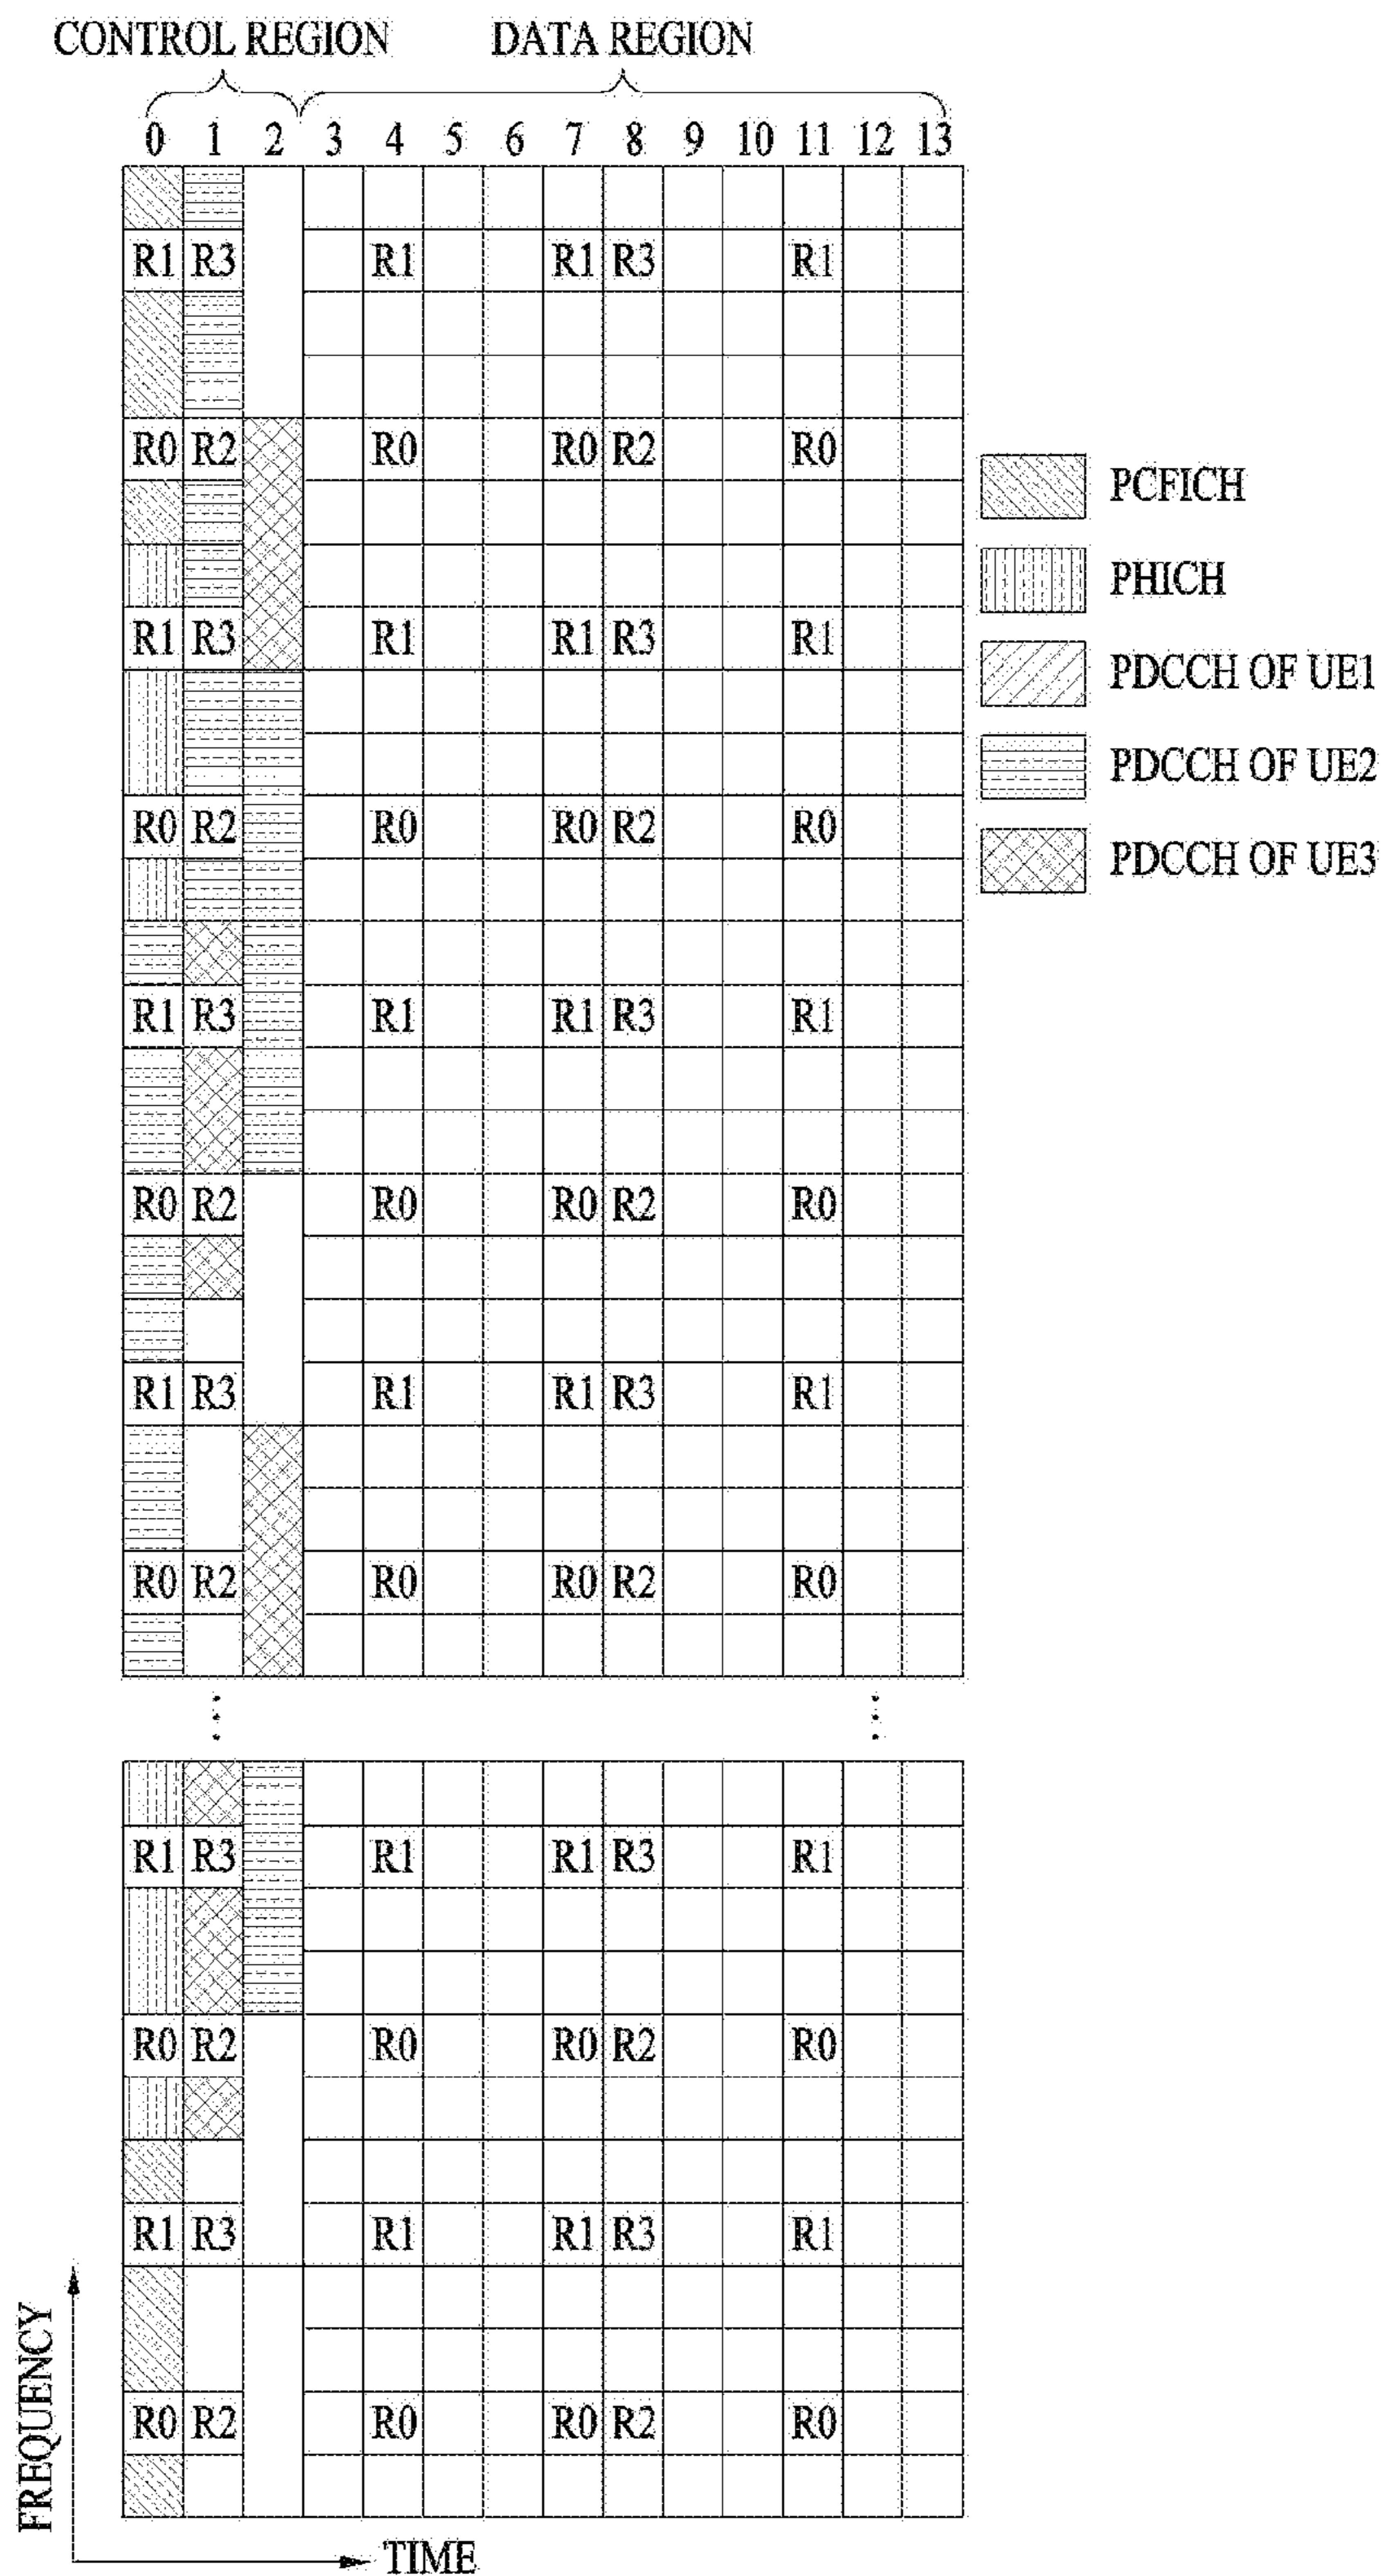 CONTROL REGION DATA REGION
0 1 2 3 4 5 6 7 8 9 10 11 12 13
R1 R3 R1 R1 R3 R1
R0 R2 R0 R0 R2 R0
PCFICH
PHICH
R1 R3 R1 R1 R3 R1
PDCCH OF UE1
PDCCH OF UE2
R0 R2 R0 R0 R2 R0
PDCCH OF UE3
R1 R3 R1 R1 R3 R1
R0 R2 R0 R0 R2 R0
R1 R3 R1 R1 R3 R1
R0 R2 R0 R0 R2 R0
R1 R3 R1 R1 R3 R1
R0 R2 R0 R0 R2 R0
R1 R3 R1 R1 R3 R1
R0 R2 R0 R0 R2 R0
FREQUENCY
TIME